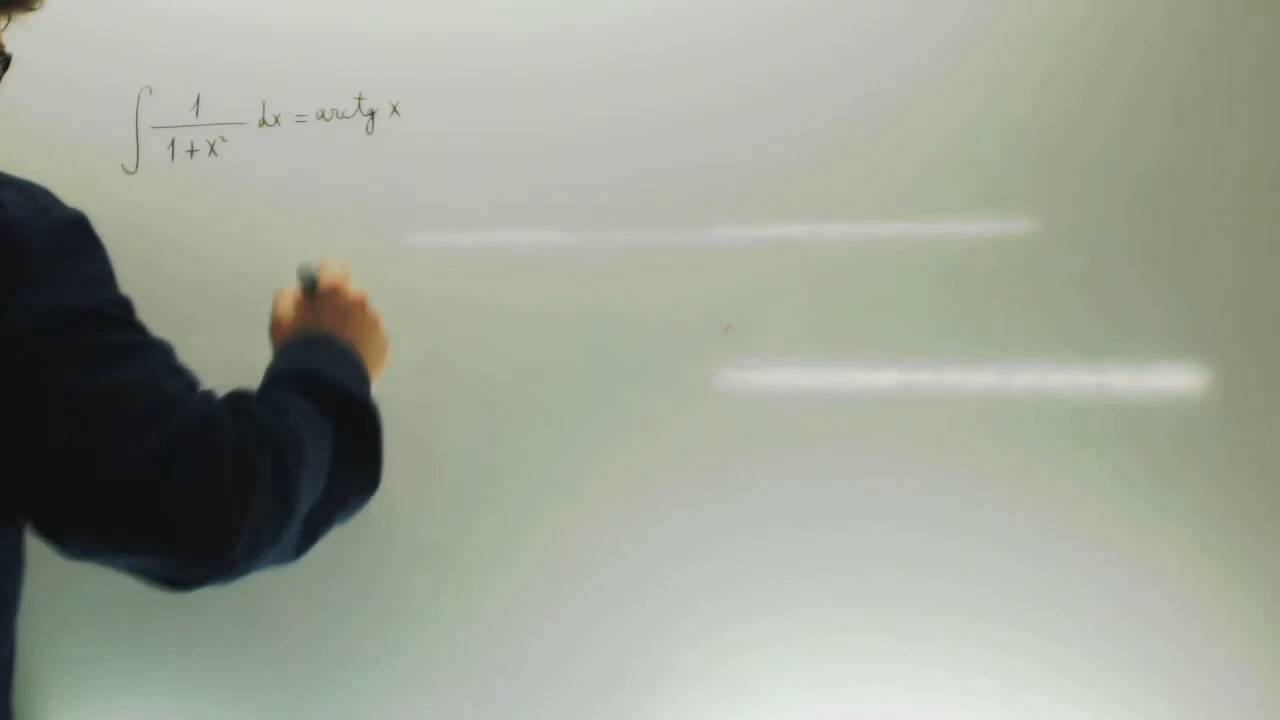 ∫ 1/(1+x²) dx = arctg x